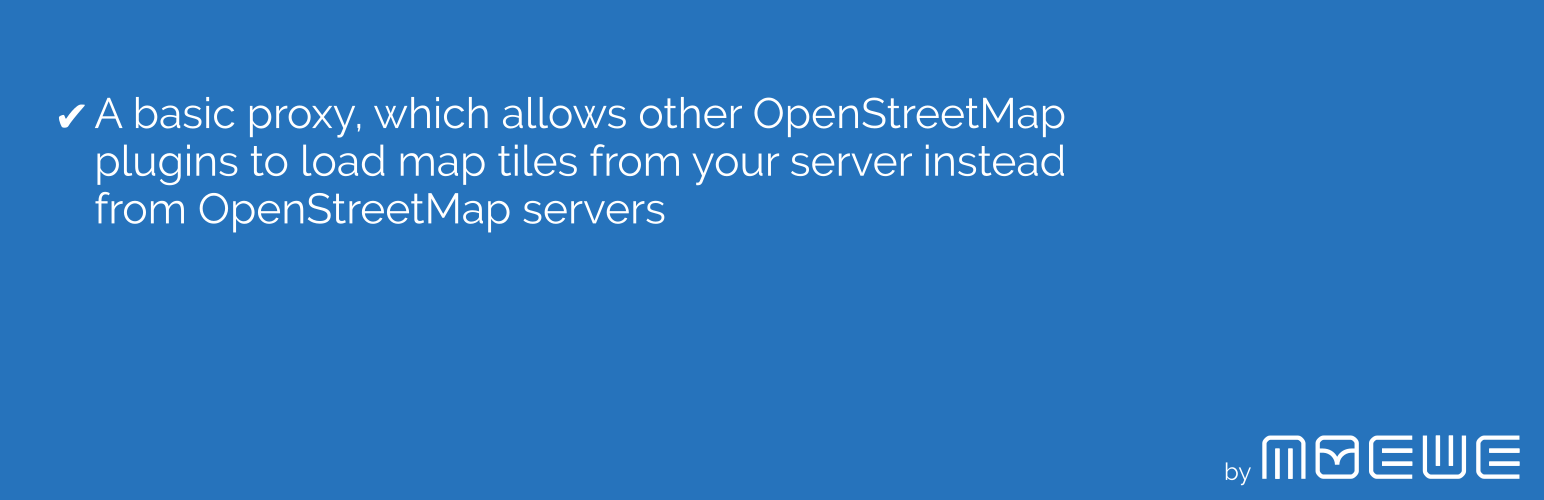 ✔ A basic proxy, which allows other OpenStreetMap
plugins to load map tiles from your server instead
from OpenStreetMap servers
by MOEWE